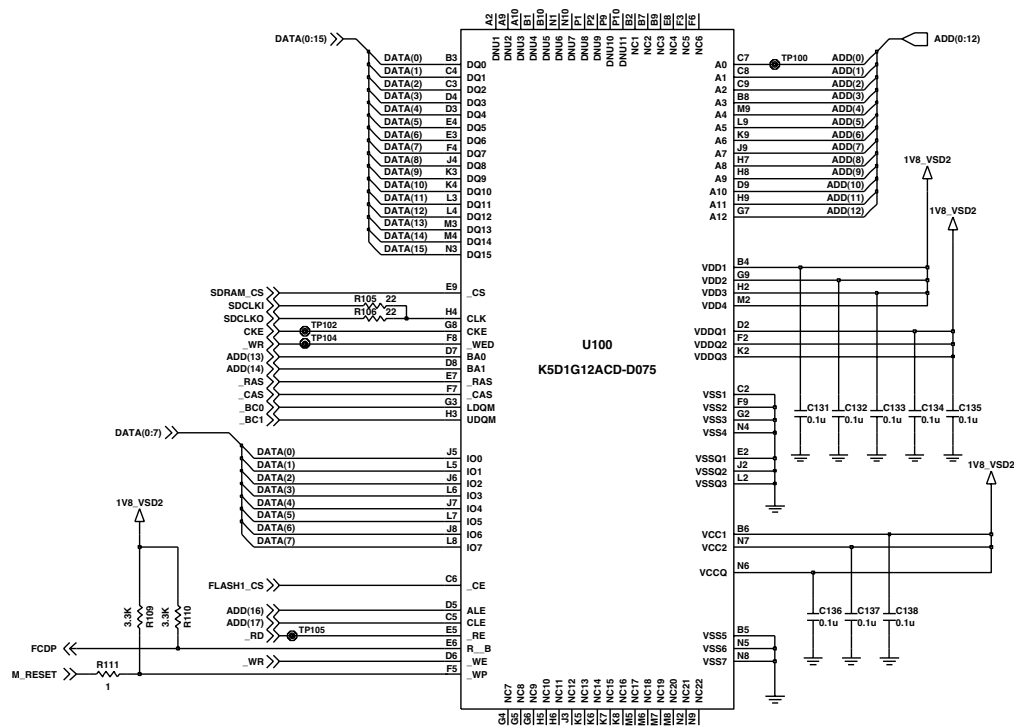 A2 A9 A10 B1 B10 N1 N10 P1 P2 P9 P10 B2 B7 B9 E8 F3 F6
DNU1 DNU2 DNU3 DNU4 DNU5 DNU6 DNU7 DNU8 DNU9 DNU10 DNU11 NC1 NC2 NC3 NC4 NC5 NC6
DATA(0:15)
DATA(0) B3 DQ0
DATA(1) C4 DQ1
DATA(2) C3 DQ2
DATA(3) D4 DQ3
DATA(4) D3 DQ4
DATA(5) E4 DQ5
DATA(6) E3 DQ6
DATA(7) F4 DQ7
DATA(8) J4 DQ8
DATA(9) K3 DQ9
DATA(10) K4 DQ10
DATA(11) L3 DQ11
DATA(12) L4 DQ12
DATA(13) M3 DQ13
DATA(14) M4 DQ14
DATA(15) N3 DQ15
SDRAM_CS E9 _CS
SDCLKI R105 22
SDCLKO R106 22 H4 CLK
CKE TP102 G8 CKE
_WR TP104 F8 _WED
ADD(13) D7 BA0
ADD(14) D8 BA1
_RAS E7 _RAS
_CAS F7 _CAS
_BC0 G3 LDQM
_BC1 H3 UDQM
DATA(0:7)
DATA(0) J5 IO0
DATA(1) L5 IO1
DATA(2) J6 IO2
DATA(3) L6 IO3
DATA(4) J7 IO4
DATA(5) L7 IO5
DATA(6) J8 IO6
DATA(7) L8 IO7
1V8_VSD2
3.3K R109
3.3K R110
FLASH1_CS C6 _CE
ADD(16) D5 ALE
ADD(17) C5 CLE
_RD TP105 E5 _RE
FCDP E6 R__B
_WR D6 _WE
M_RESET R111 1 F5 _WP
U100
K5D1G12ACD-D075
ADD(0:12)
A0 C7 TP100 ADD(0)
A1 C8 ADD(1)
A2 C9 ADD(2)
A3 B8 ADD(3)
A4 M9 ADD(4)
A5 L9 ADD(5)
A6 K9 ADD(6)
A7 J9 ADD(7)
A8 H7 ADD(8)
A9 H8 ADD(9)
A10 D9 ADD(10)
A11 H9 ADD(11)
A12 G7 ADD(12)
1V8_VSD2
1V8_VSD2
VDD1 B4
VDD2 G9
VDD3 H2
VDD4 M2
VDDQ1 D2
VDDQ2 F2
VDDQ3 K2
VSS1 C2
VSS2 F9
VSS3 G2
VSS4 N4
C131 0.1u
C132 0.1u
C133 0.1u
C134 0.1u
C135 0.1u
VSSQ1 E2
VSSQ2 J2
VSSQ3 L2
1V8_VSD2
VCC1 B6
VCC2 N7
VCCQ N6
C136 0.1u
C137 0.1u
C138 0.1u
VSS5 B5
VSS6 N5
VSS7 N8
NC7 NC8 NC9 NC10 NC11 NC12 NC13 NC14 NC15 NC16 NC17 NC18 NC19 NC20 NC21 NC22
G4 G5 G6 H5 H6 J3 K5 K6 K7 K8 M5 M6 M7 M8 N2 N9